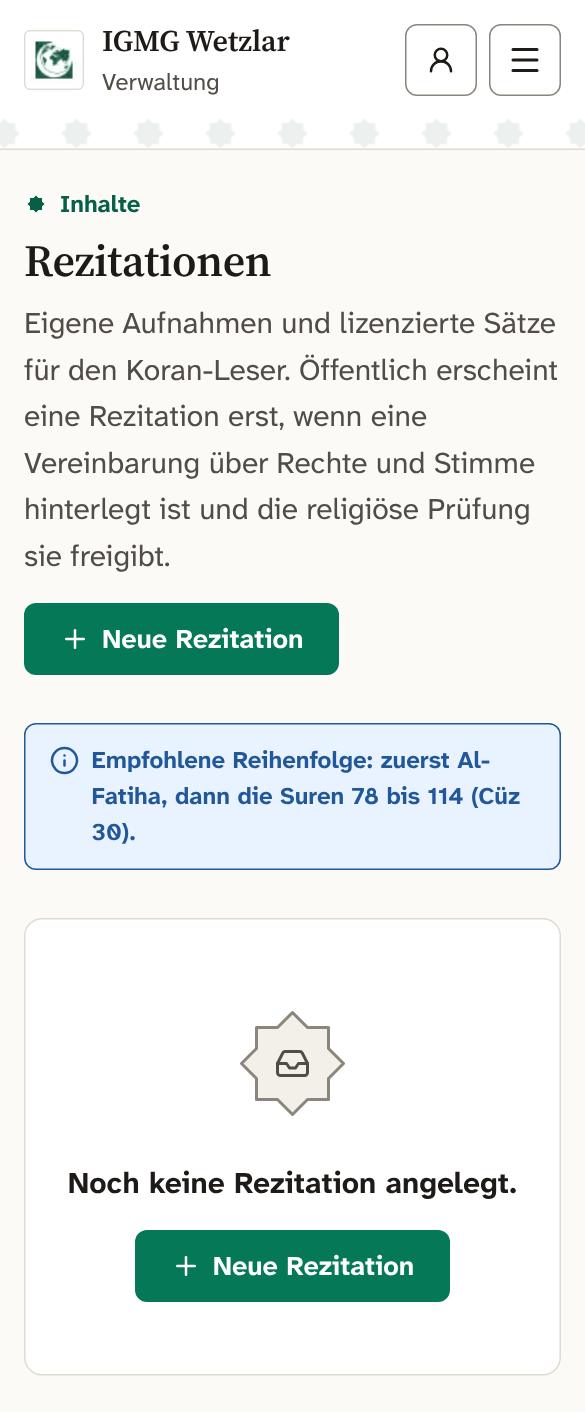 IGMG Wetzlar
Verwaltung
Inhalte
Rezitationen
Eigene Aufnahmen und lizenzierte Sätze
für den Koran-Leser. Öffentlich erscheint
eine Rezitation erst, wenn eine
Vereinbarung über Rechte und Stimme
hinterlegt ist und die religiöse Prüfung
sie freigibt.
Neue Rezitation
Empfohlene Reihenfolge: zuerst Al-
Fatiha, dann die Suren 78 bis 114 (Cüz
30).
Noch keine Rezitation angelegt.
Neue Rezitation